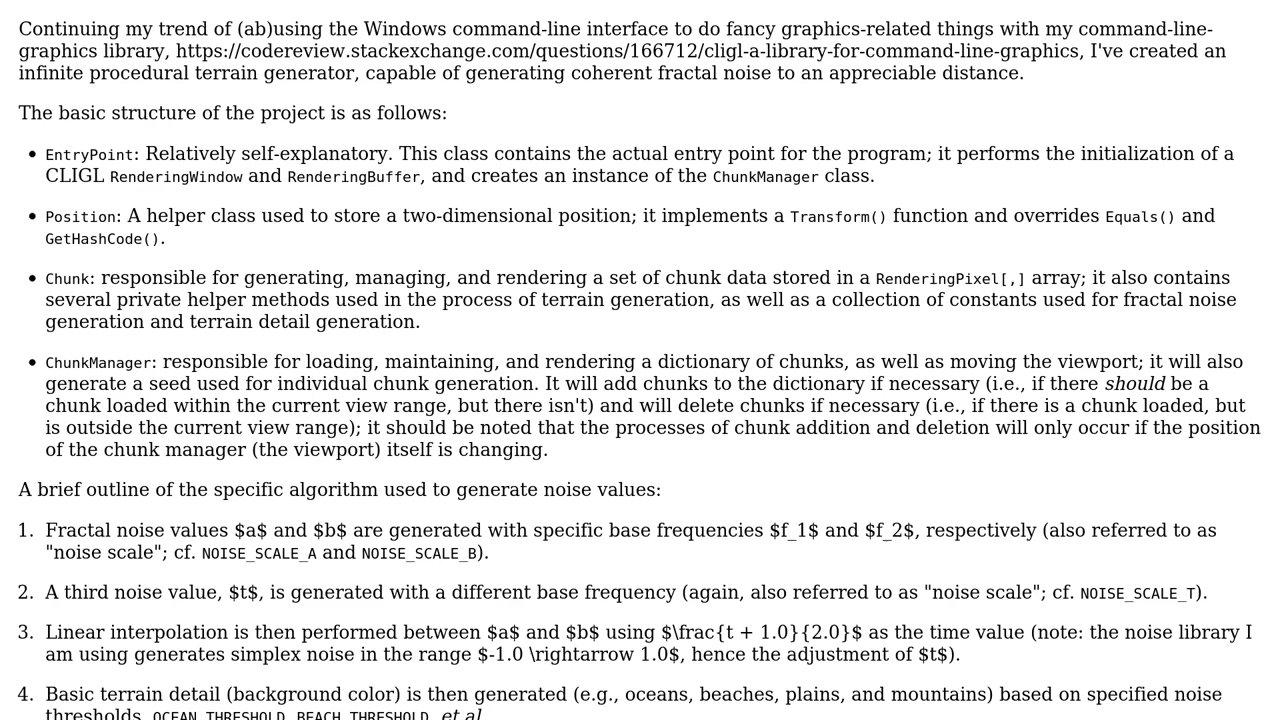 Continuing my trend of (ab)using the Windows command-line interface to do fancy graphics-related things with my command-line-
graphics library, https://codereview.stackexchange.com/questions/166712/cligl-a-library-for-command-line-graphics, I've created an
infinite procedural terrain generator, capable of generating coherent fractal noise to an appreciable distance.
The basic structure of the project is as follows:
• EntryPoint: Relatively self-explanatory. This class contains the actual entry point for the program; it performs the initialization of a
CLIGL RenderingWindow and RenderingBuffer, and creates an instance of the ChunkManager class.
• Position: A helper class used to store a two-dimensional position; it implements a Transform() function and overrides Equals() and
GetHashCode().
• Chunk: responsible for generating, managing, and rendering a set of chunk data stored in a RenderingPixel[,] array; it also contains
several private helper methods used in the process of terrain generation, as well as a collection of constants used for fractal noise
generation and terrain detail generation.
• ChunkManager: responsible for loading, maintaining, and rendering a dictionary of chunks, as well as moving the viewport; it will also
generate a seed used for individual chunk generation. It will add chunks to the dictionary if necessary (i.e., if there should be a
chunk loaded within the current view range, but there isn't) and will delete chunks if necessary (i.e., if there is a chunk loaded, but
is outside the current view range); it should be noted that the processes of chunk addition and deletion will only occur if the position
of the chunk manager (the viewport) itself is changing.
A brief outline of the specific algorithm used to generate noise values:
1. Fractal noise values $a$ and $b$ are generated with specific base frequencies $f_1$ and $f_2$, respectively (also referred to as
"noise scale"; cf. NOISE_SCALE_A and NOISE_SCALE_B).
2. A third noise value, $t$, is generated with a different base frequency (again, also referred to as "noise scale"; cf. NOISE_SCALE_T).
3. Linear interpolation is then performed between $a$ and $b$ using $\frac{t + 1.0}{2.0}$ as the time value (note: the noise library I
am using generates simplex noise in the range $-1.0 \rightarrow 1.0$, hence the adjustment of $t$).
4. Basic terrain detail (background color) is then generated (e.g., oceans, beaches, plains, and mountains) based on specified noise
thresholds, OCEAN_THRESHOLD, BEACH_THRESHOLD, et al.